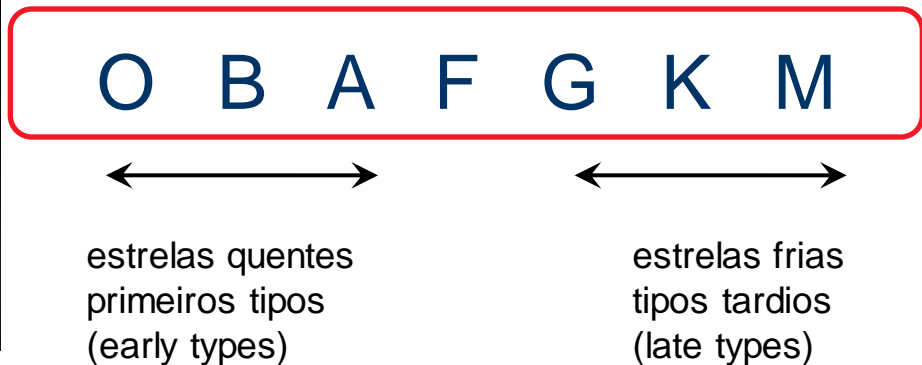 O B A F G K M
estrelas quentes
primeiros tipos
(early types)
estrelas frias
tipos tardios
(late types)